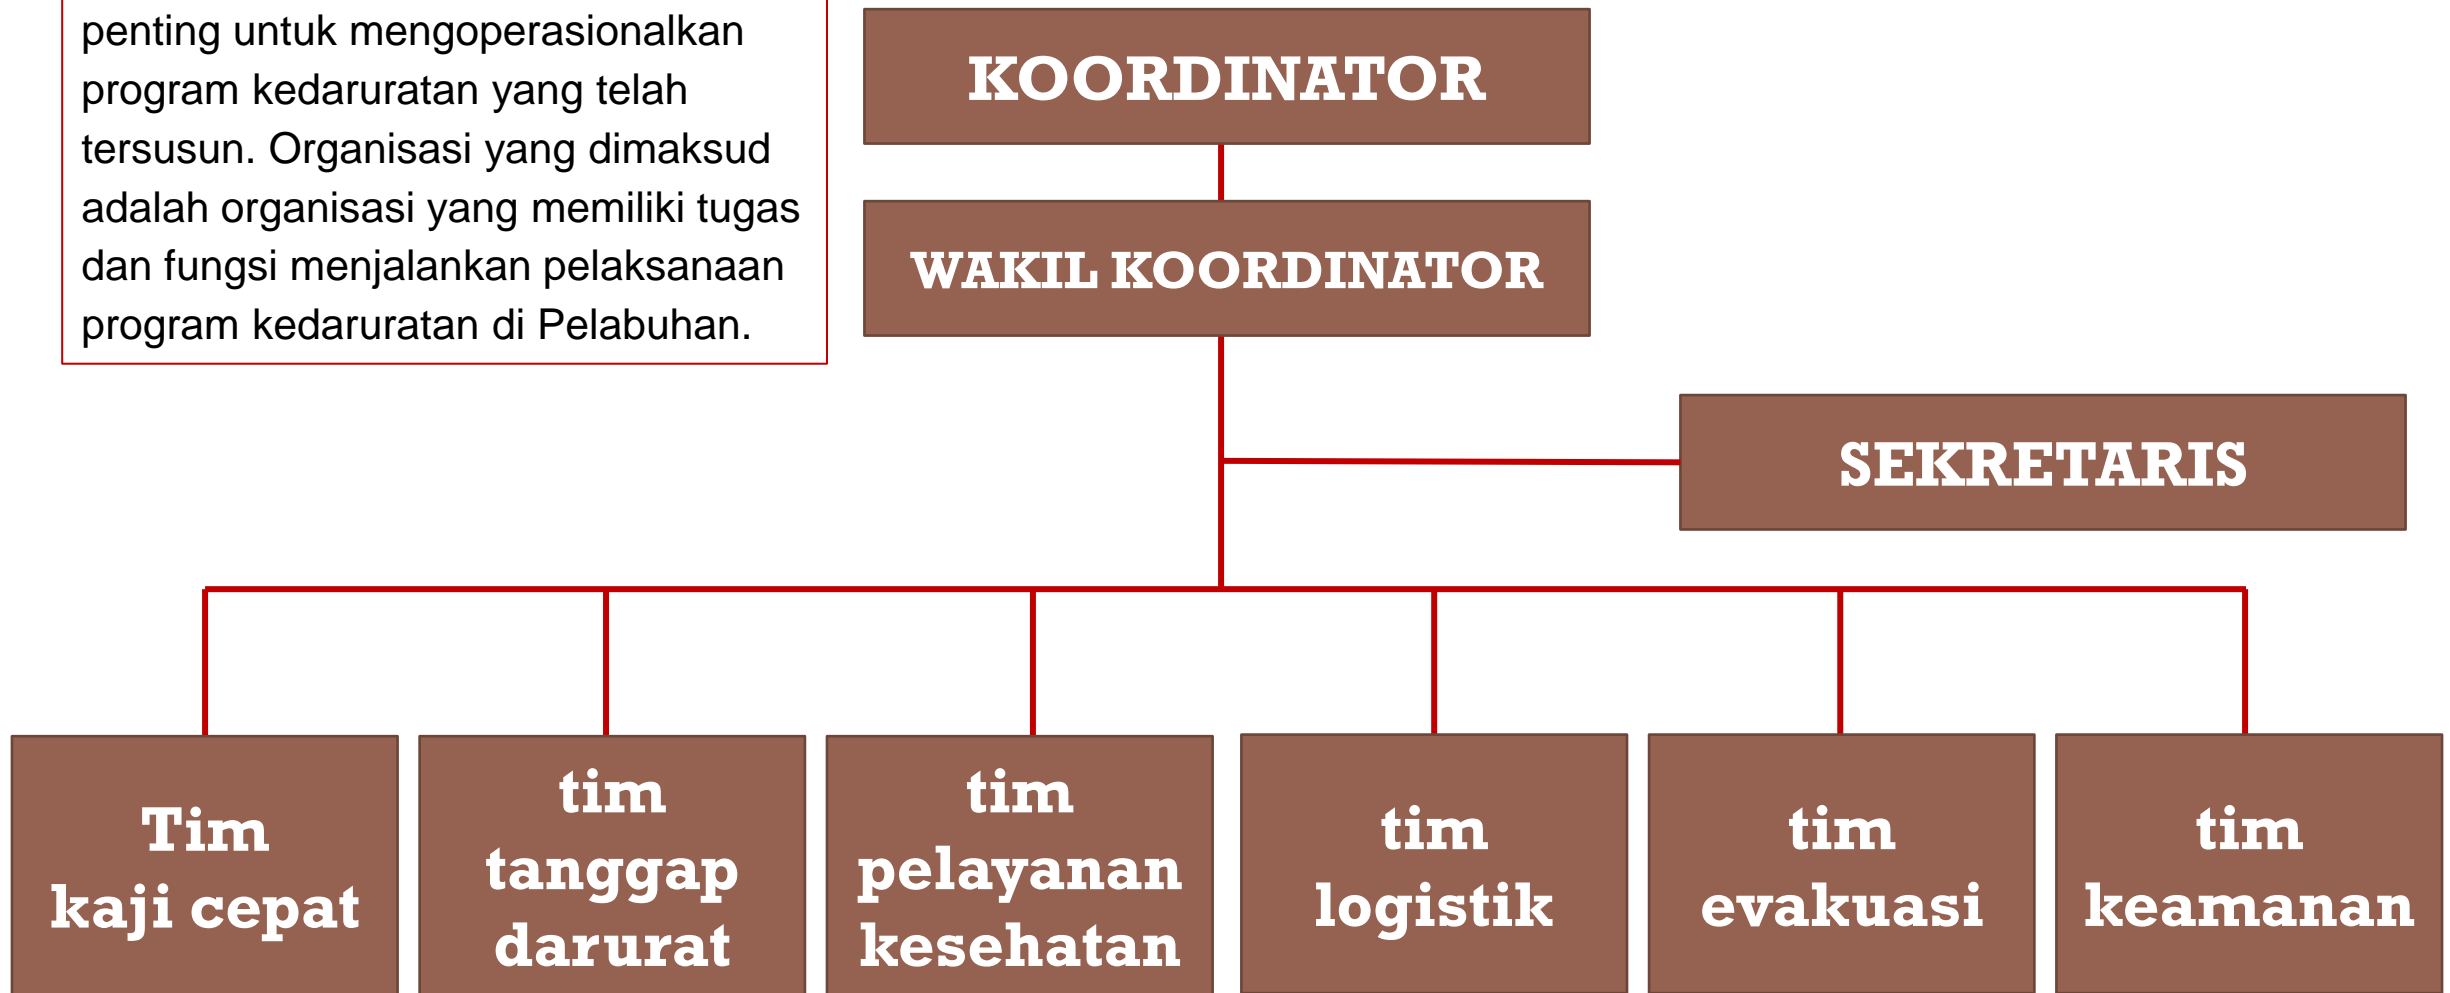 penting untuk mengoperasionalkan
program kedaruratan yang telah
tersusun. Organisasi yang dimaksud
adalah organisasi yang memiliki tugas
dan fungsi menjalankan pelaksanaan
program kedaruratan di Pelabuhan.
KOORDINATOR
WAKIL KOORDINATOR
SEKRETARIS
Tim
kaji cepat
tim
tanggap
darurat
tim
pelayanan
kesehatan
tim
logistik
tim
evakuasi
tim
keamanan